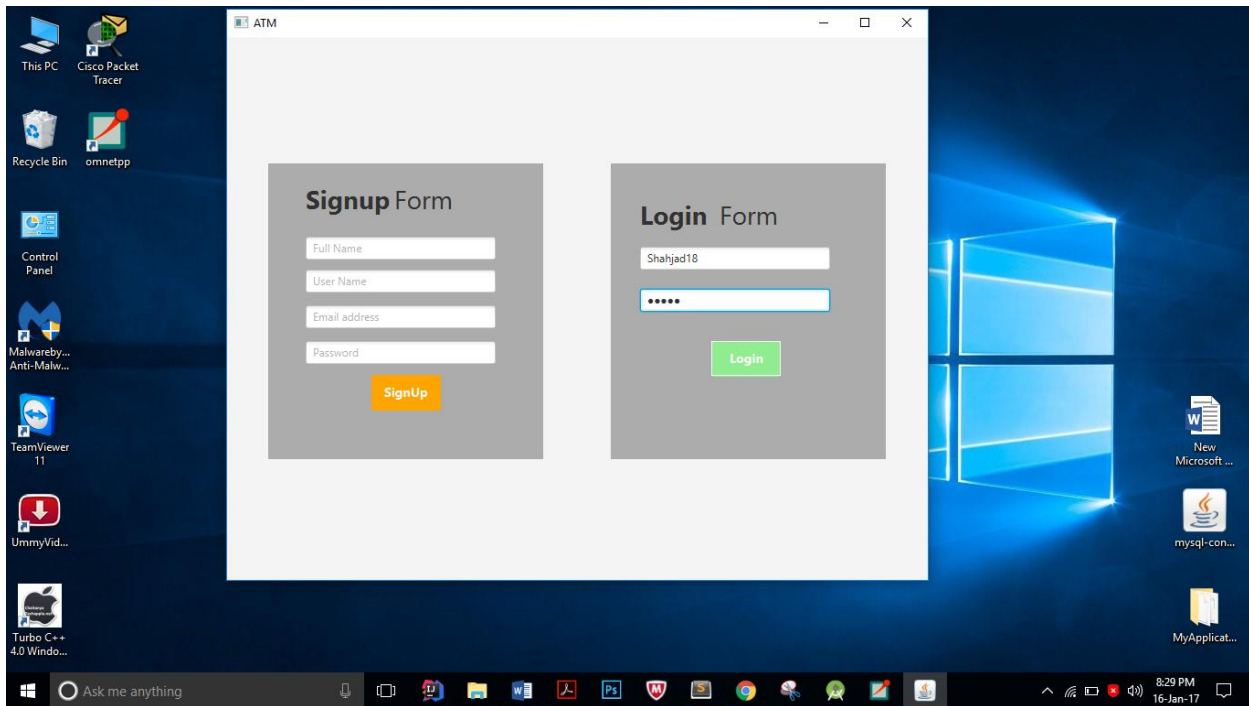 ATM
This PC
Cisco Packet
Tracer
Recycle Bin
omnetpp
Control
Panel
Malwareby...
Anti-Malw...
TeamViewer
11
UmmyVid...
Turbo C++
4.0 Windo...
Signup Form
Full Name
User Name
Email address
Password
SignUp
Login Form
Shahjad18
•••••
Login
New
Microsoft ...
mysql-con...
MyApplicat...
Ask me anything
8:29 PM
16-Jan-17